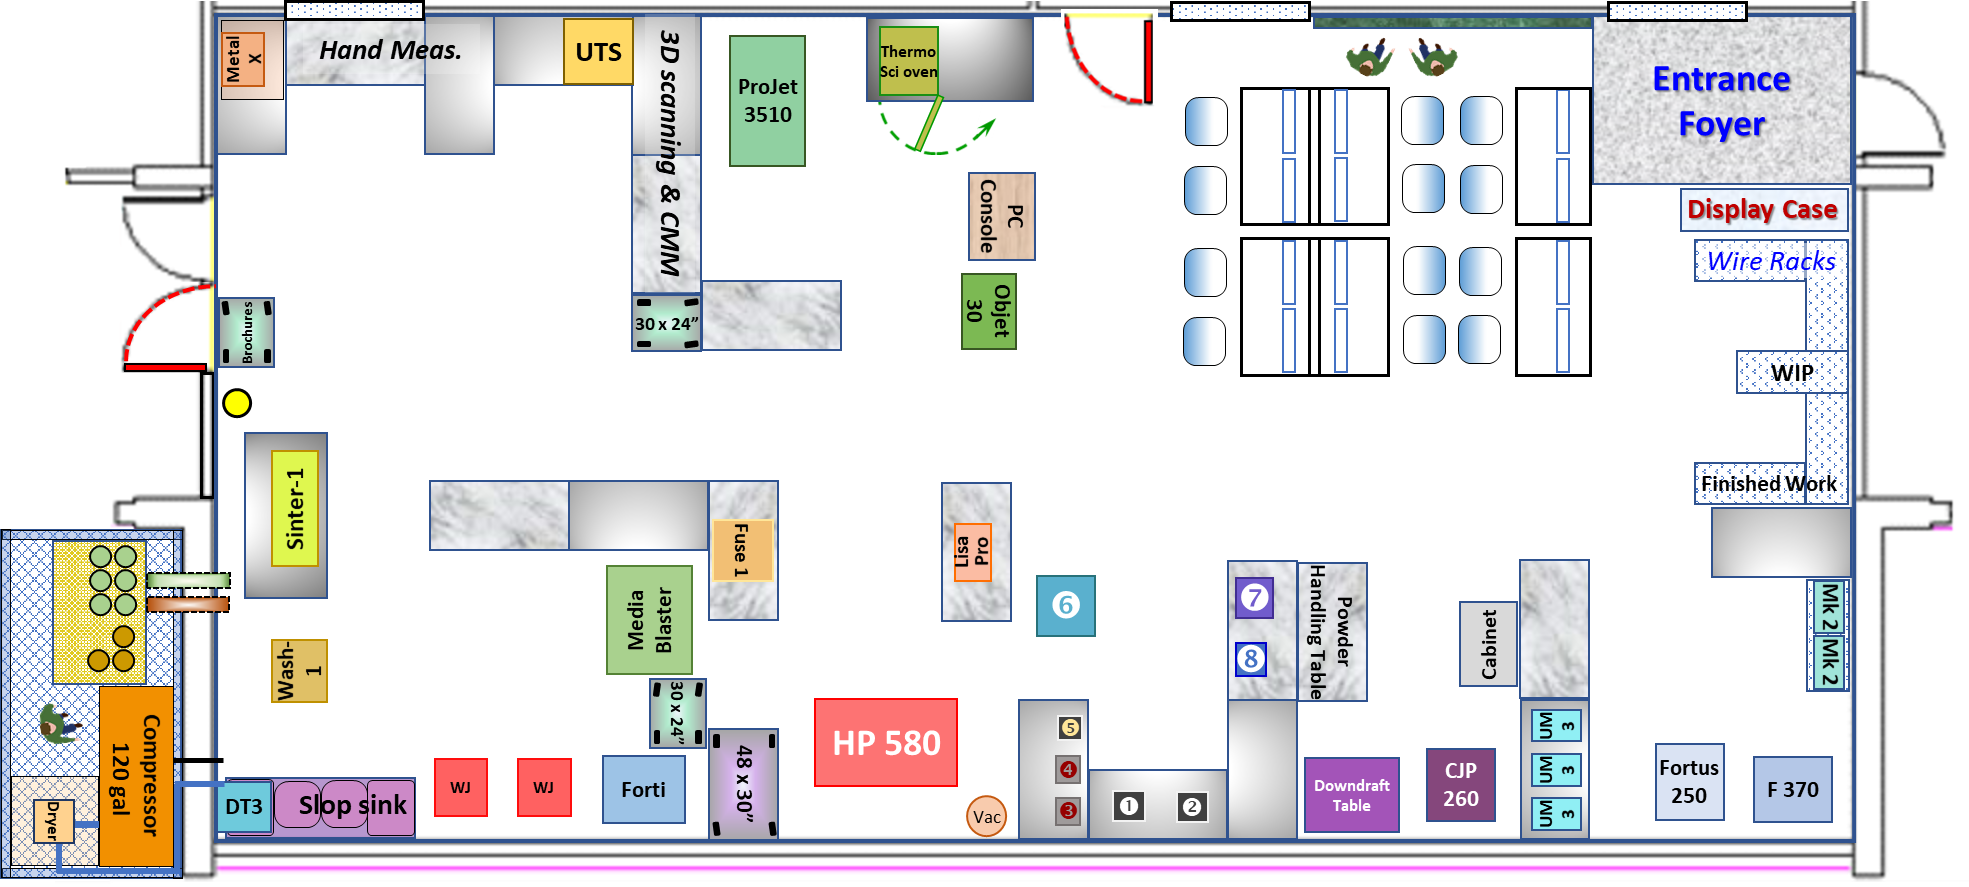 Metal
X
Hand Meas.
UTS
3D scanning & CMM
ProJet
3510
Thermo
Sci oven
Entrance
Foyer
Display Case
PC
Console
Wire Racks
Objet
30
Brochures
30 x 24”
WIP
Sinter-1
Finished Work
Fuse 1
Lisa
Pro
Media
Blaster
6
7
8
Powder
Handling Table
Cabinet
Mk 2
Mk 2
Wash-
1
30 x 24”
Compressor
120 gal
HP 580
48 x 30”
5
4
3
1
2
UM
3
UM
3
UM
3
WJ
WJ
Forti
Downdraft
Table
CJP
260
Fortus
250
F 370
Dryer
DT3
Slop sink
Vac